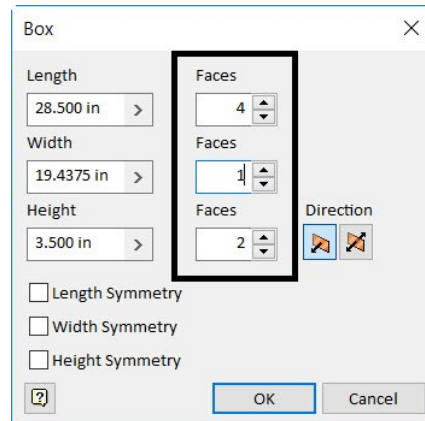 Box
Length Faces
28.500 in > 4
Width Faces
19.4375 in > 1
Height Faces Direction
3.500 in > 2
Length Symmetry
Width Symmetry
Height Symmetry
? OK Cancel